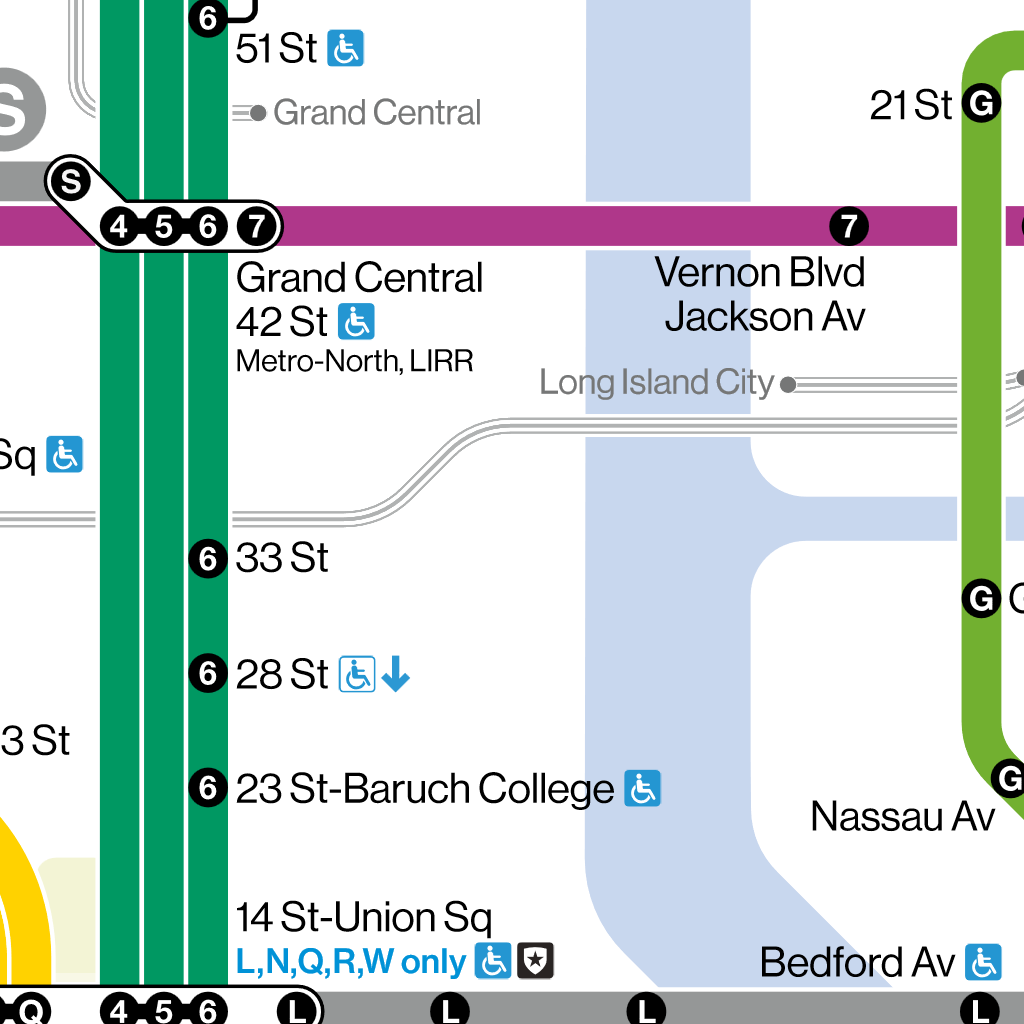 6
51 St
Grand Central
21 St G
S
S
4 5 6 7
7
Grand Central
42 St
Metro-North, LIRR
Vernon Blvd
Jackson Av
Long Island City
Sq
6 33 St
G
6 28 St
3 St
6 23 St-Baruch College
G
Nassau Av
14 St-Union Sq
L,N,Q,R,W only
Bedford Av
Q 4 5 6 L L L L